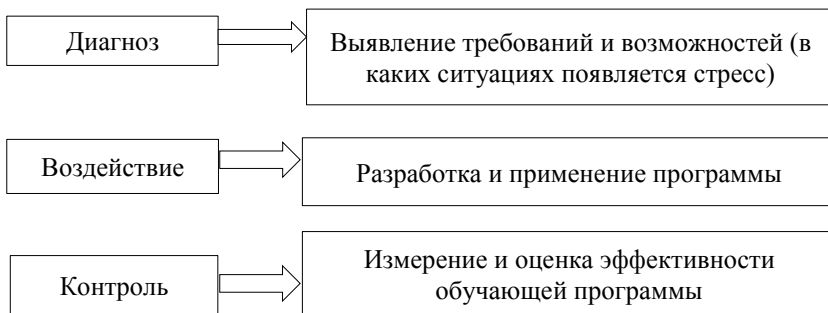 Диагноз
Выявление требований и возможностей (в
каких ситуациях появляется стресс)
Воздействие
Разработка и применение программы
Контроль
Измерение и оценка эффективности
обучающей программы